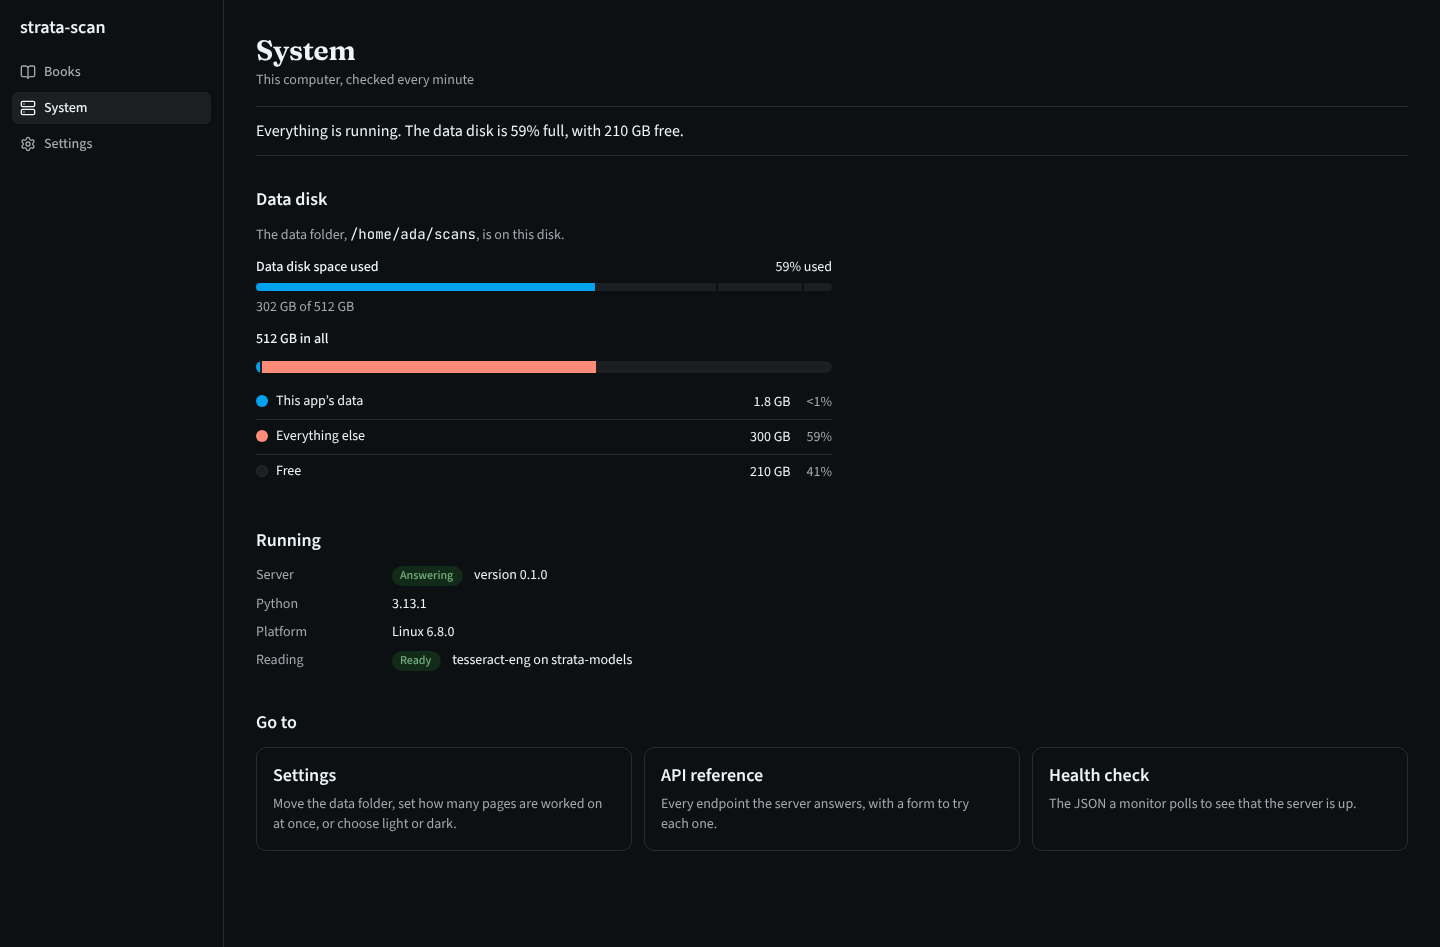 strata-scan
Books
System
Settings
System
This computer, checked every minute
Everything is running. The data disk is 59% full, with 210 GB free.
Data disk
The data folder, /home/ada/scans, is on this disk.
Data disk space used 59% used
302 GB of 512 GB
512 GB in all
This app’s data 1.8 GB <1%
Everything else 300 GB 59%
Free 210 GB 41%
Running
Server Answering version 0.1.0
Python 3.13.1
Platform Linux 6.8.0
Reading Ready tesseract-eng on strata-models
Go to
Settings
Move the data folder, set how many pages are worked on
at once, or choose light or dark.
API reference
Every endpoint the server answers, with a form to try
each one.
Health check
The JSON a monitor polls to see that the server is up.